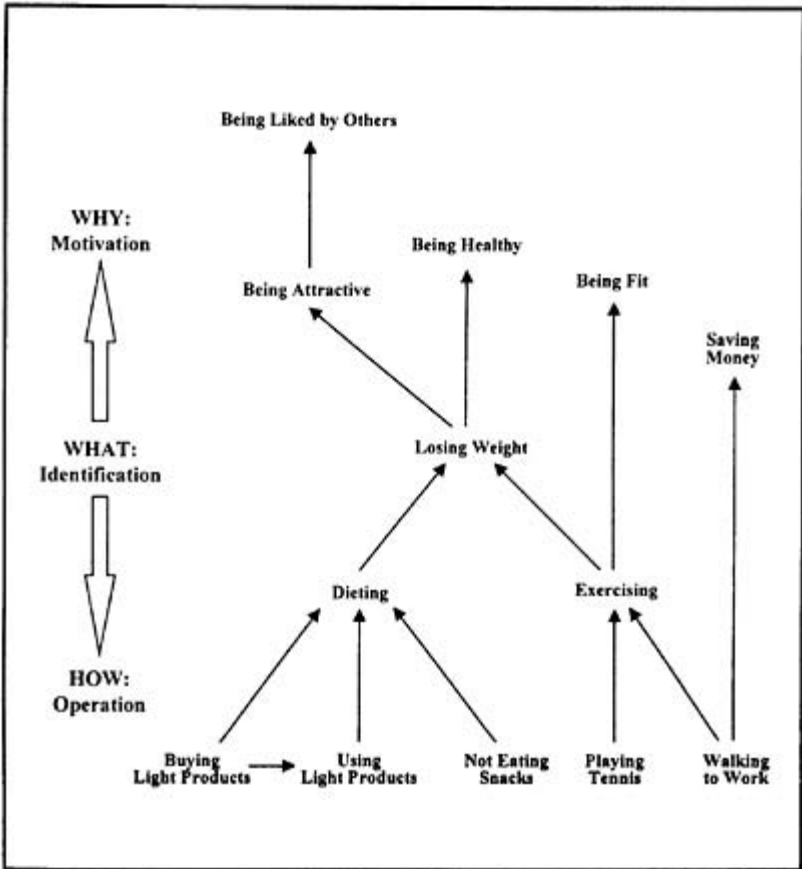 Being Liked by Others
WHY:
Motivation
Being Healthy
Being Attractive
Being Fit
Saving
Money
WHAT:
Identification
Losing Weight
Dieting
Exercising
HOW:
Operation
Buying
Light Products
Using
Light Products
Not Eating
Snacks
Playing
Tennis
Walking
to Work